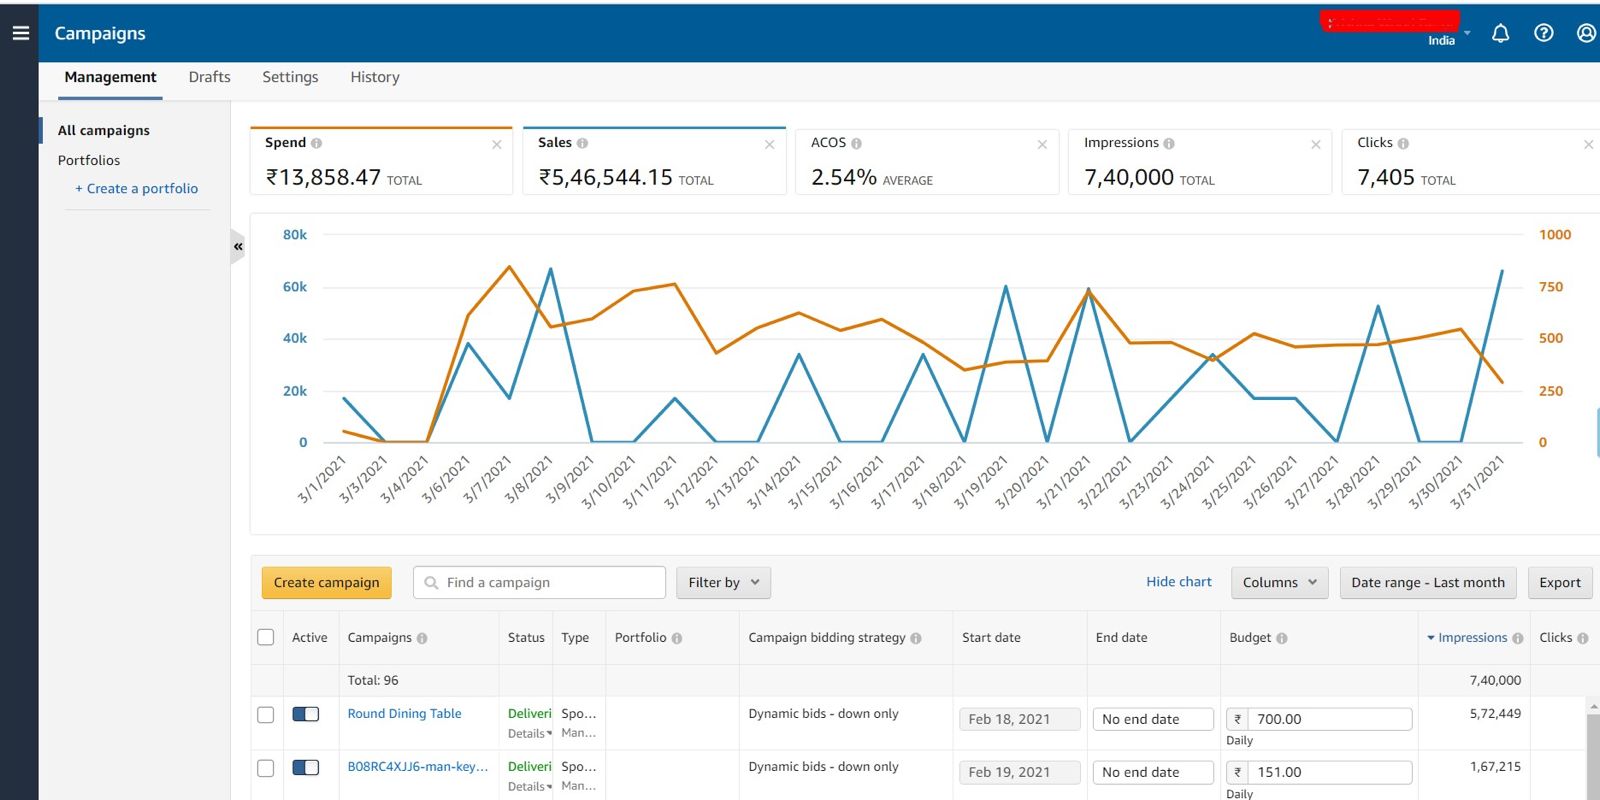 Campaigns
India
Management Drafts Settings History
All campaigns
Portfolios
+ Create a portfolio
Spend Sales ACOS Impressions Clicks
₹13,858.47 TOTAL ₹5,46,544.15 TOTAL 2.54% AVERAGE 7,40,000 TOTAL 7,405 TOTAL
80k 1000
60k 750
40k 500
20k 250
0 0
3/1/2021 3/3/2021 3/4/2021 3/6/2021 3/7/2021 3/8/2021 3/9/2021 3/10/2021 3/11/2021 3/12/2021 3/13/2021 3/14/2021 3/15/2021 3/16/2021 3/17/2021 3/18/2021 3/19/2021 3/20/2021 3/21/2021 3/22/2021 3/23/2021 3/24/2021 3/25/2021 3/26/2021 3/27/2021 3/28/2021 3/29/2021 3/30/2021 3/31/2021
Create campaign Find a campaign Filter by Hide chart Columns Date range - Last month Export
Active Campaigns Status Type Portfolio Campaign bidding strategy Start date End date Budget Impressions Clicks
Total: 96 7,40,000
Round Dining Table Deliveri Spo... Dynamic bids - down only Feb 18, 2021 No end date ₹ 700.00 5,72,449
Details Man... Daily
B08RC4XJJ6-man-key... Deliveri Spo... Dynamic bids - down only Feb 19, 2021 No end date ₹ 151.00 1,67,215
Details Man... Daily